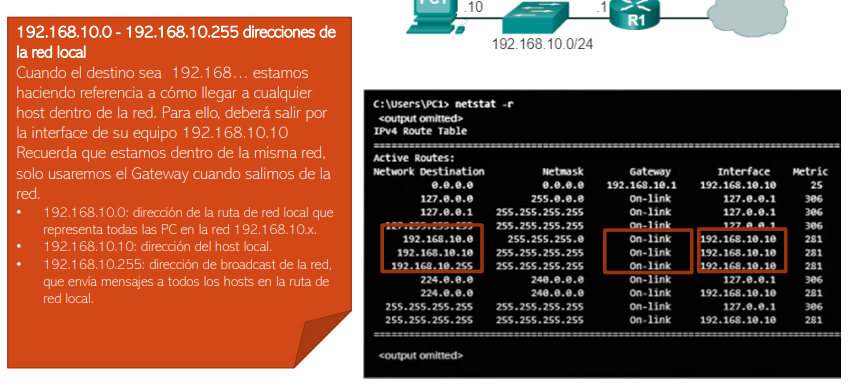 192.168.10.0 - 192.168.10.255 direcciones de
la red local
Cuando el destino sea 192.168… estamos
haciendo referencia a cómo llegar a cualquier
host dentro de la red. Para ello, deberá salir por
la interface de su equipo 192.168.10.10
Recuerda que estamos dentro de la misma red,
solo usaremos el Gateway cuando salimos de la
red.
• 192.168.10.0: dirección de la ruta de red local que
representa todas las PC en la red 192.168.10.x.
• 192.168.10.10: dirección del host local.
• 192.168.10.255: dirección de broadcast de la red,
que envía mensajes a todos los hosts en la ruta de
red local.
PC1 .10 .1 R1
192.168.10.0/24
C:\Users\PC1> netstat -r
<output omitted>
IPv4 Route Table
Active Routes:
Network Destination Netmask Gateway Interface Metric
0.0.0.0 0.0.0.0 192.168.10.1 192.168.10.10 25
127.0.0.0 255.0.0.0 On-link 127.0.0.1 306
127.0.0.1 255.255.255.255 On-link 127.0.0.1 306
127.255.255.255 255.255.255.255 On-link 127.0.0.1 306
192.168.10.0 255.255.255.0 On-link 192.168.10.10 281
192.168.10.10 255.255.255.255 On-link 192.168.10.10 281
192.168.10.255 255.255.255.255 On-link 192.168.10.10 281
224.0.0.0 240.0.0.0 On-link 127.0.0.1 306
224.0.0.0 240.0.0.0 On-link 192.168.10.10 281
255.255.255.255 255.255.255.255 On-link 127.0.0.1 306
255.255.255.255 255.255.255.255 On-link 192.168.10.10 281
<output omitted>